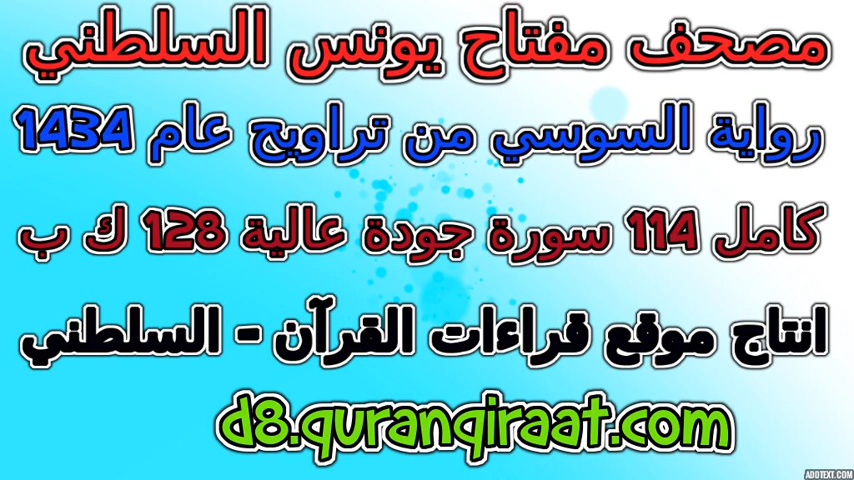 مصحف مفتاح يونس السلطني
رواية السوسي من تراويح عام 1434
كامل 114 سورة جودة عالية 128 ك ب
انتاج موقع قراءات القرآن - السلطني
d8.quranqiraat.com
ADDTEXT.COM